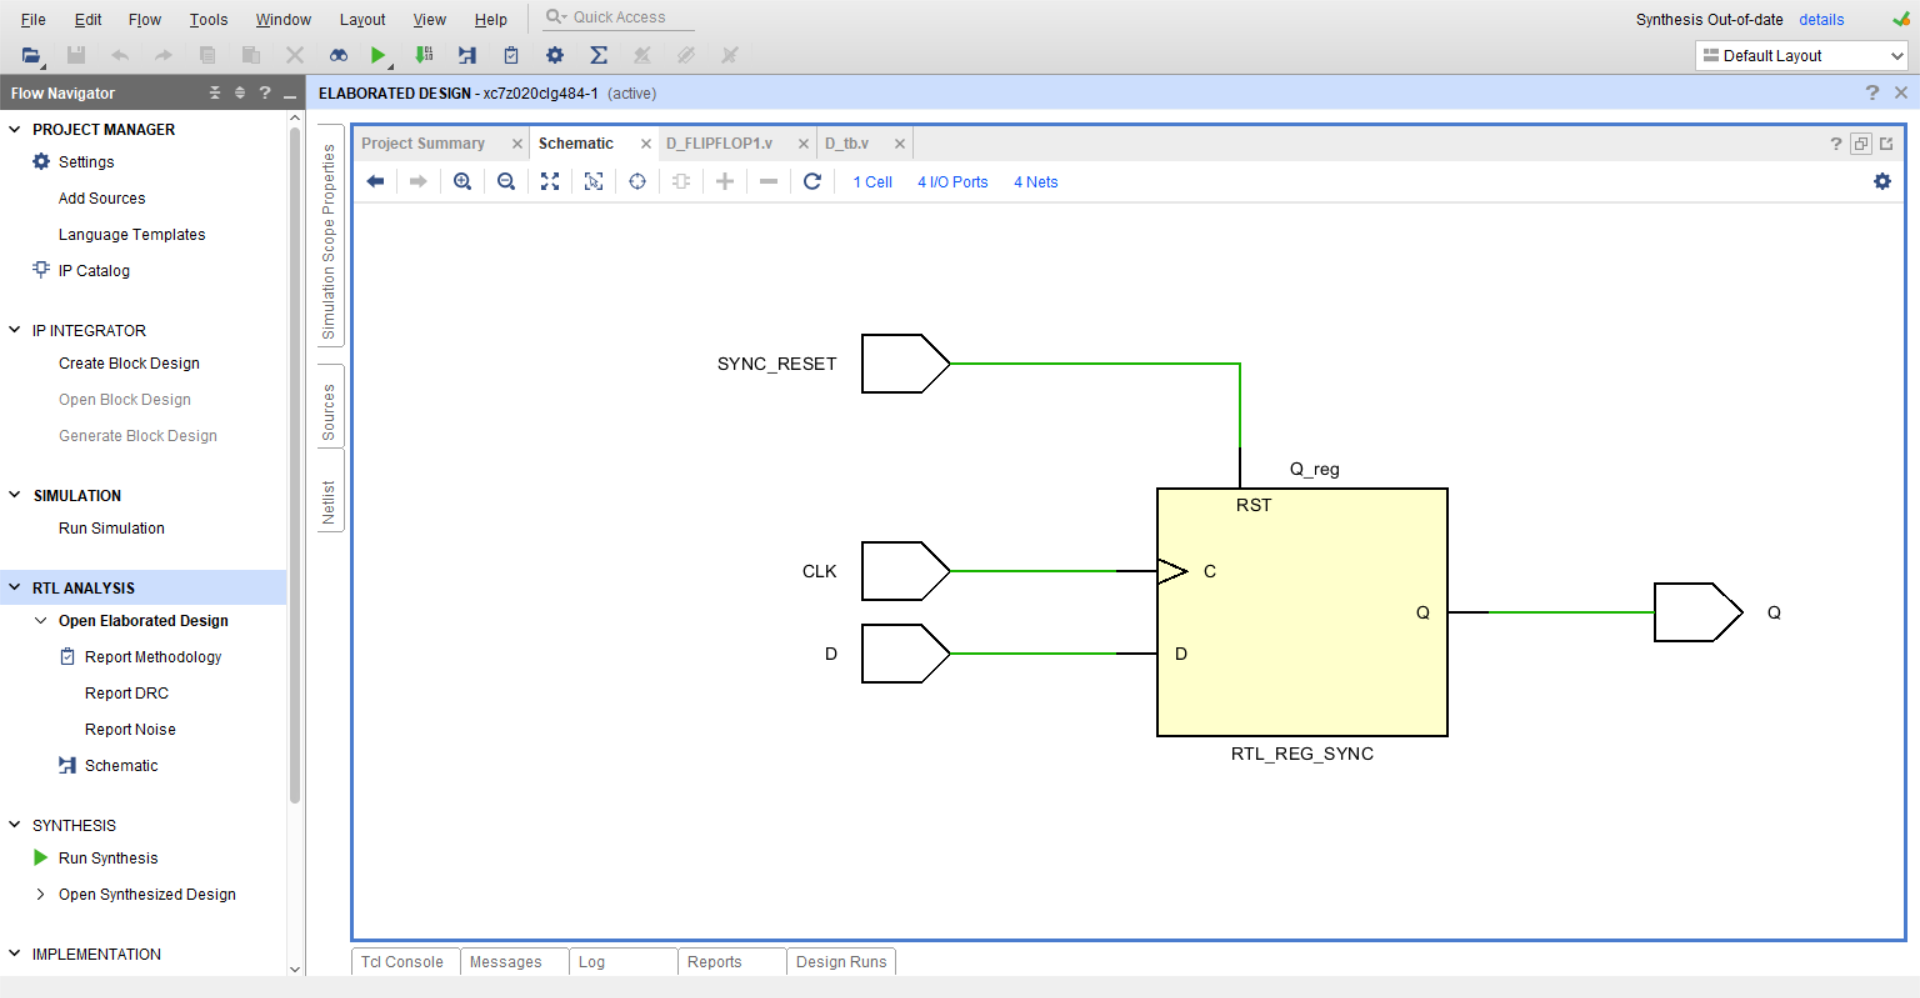 File Edit Flow Tools Window Layout View Help Quick Access Synthesis Out-of-date details
Default Layout
Flow Navigator ? ELABORATED DESIGN - xc7z020clg484-1 (active) ?
PROJECT MANAGER
Settings
Add Sources
Language Templates
IP Catalog
IP INTEGRATOR
Create Block Design
Open Block Design
Generate Block Design
SIMULATION
Run Simulation
RTL ANALYSIS
Open Elaborated Design
Report Methodology
Report DRC
Report Noise
Schematic
SYNTHESIS
Run Synthesis
Open Synthesized Design
IMPLEMENTATION
Simulation Scope Properties
Sources
Netlist
Project Summary Schematic D_FLIPFLOP1.v D_tb.v ?
1 Cell 4 I/O Ports 4 Nets
SYNC_RESET
Q_reg
RST
CLK C
Q Q
D D
RTL_REG_SYNC
Tcl Console Messages Log Reports Design Runs